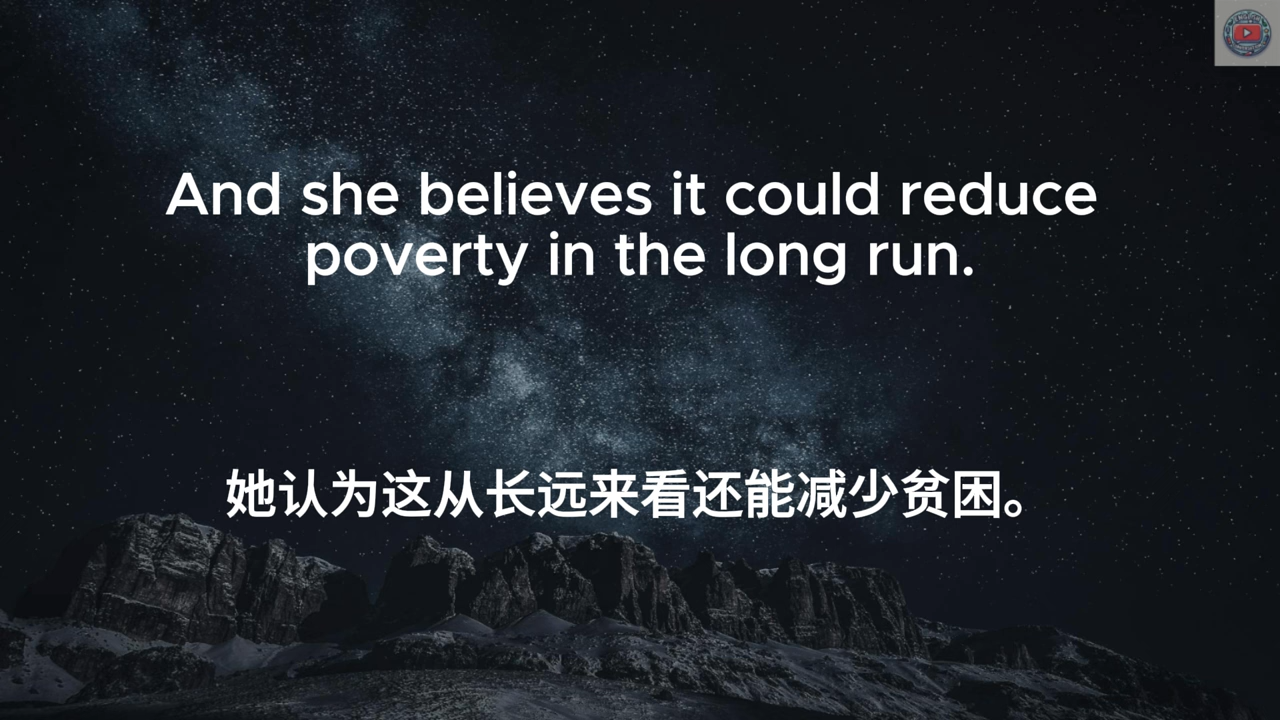 And she believes it could reduce
poverty in the long run.
她认为这从长远来看还能减少贫困。